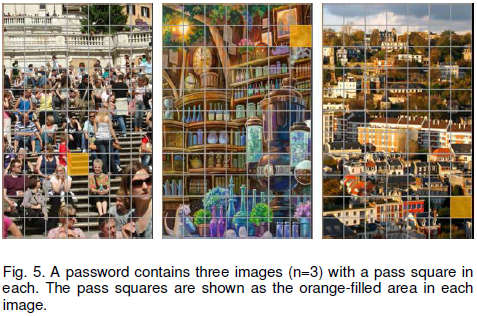 Fig. 5. A password contains three images (n=3) with a pass square in
each. The pass squares are shown as the orange-filled area in each
image.